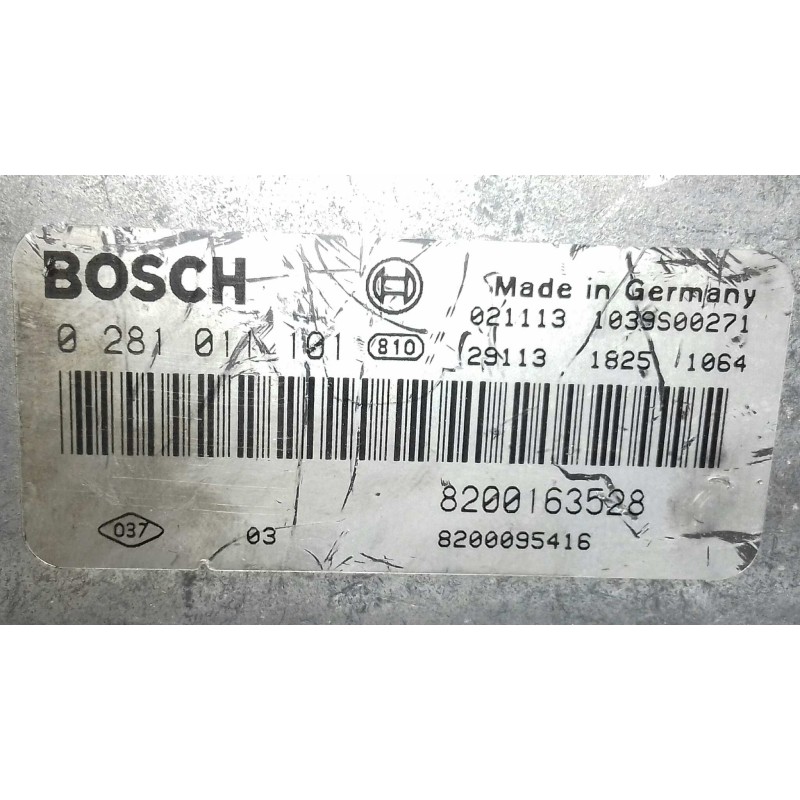 BOSCH
Made in Germany
021113 1039S00271
0 281 011 101 810 29113 1825 1064
8200163528
037 03 8200095416